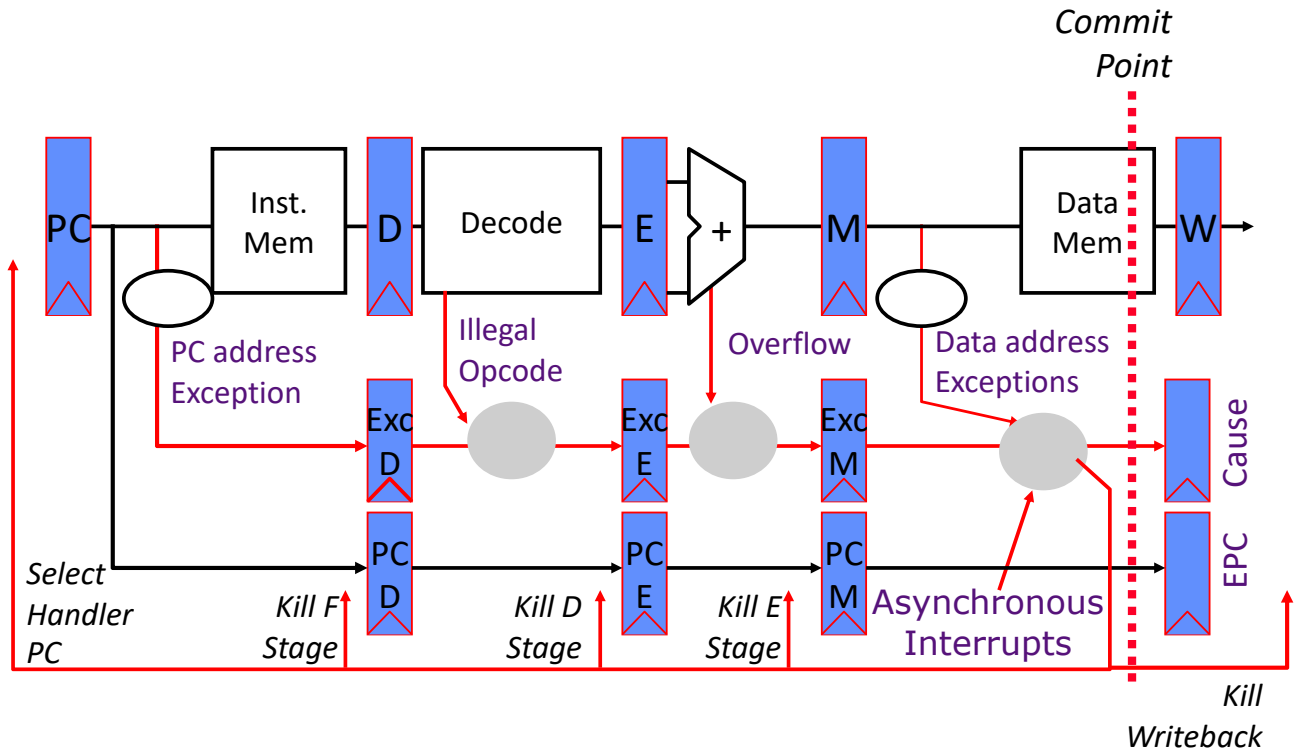 Commit
Point
PC
Inst.
Mem
D
Decode
E
+
M
Data
Mem
W
PC address
Exception
Illegal
Opcode
Overflow
Data address
Exceptions
Exc
D
Exc
E
Exc
M
Cause
PC
D
PC
E
PC
M
EPC
Select
Handler
PC
Kill F
Stage
Kill D
Stage
Kill E
Stage
Asynchronous
Interrupts
Kill
Writeback